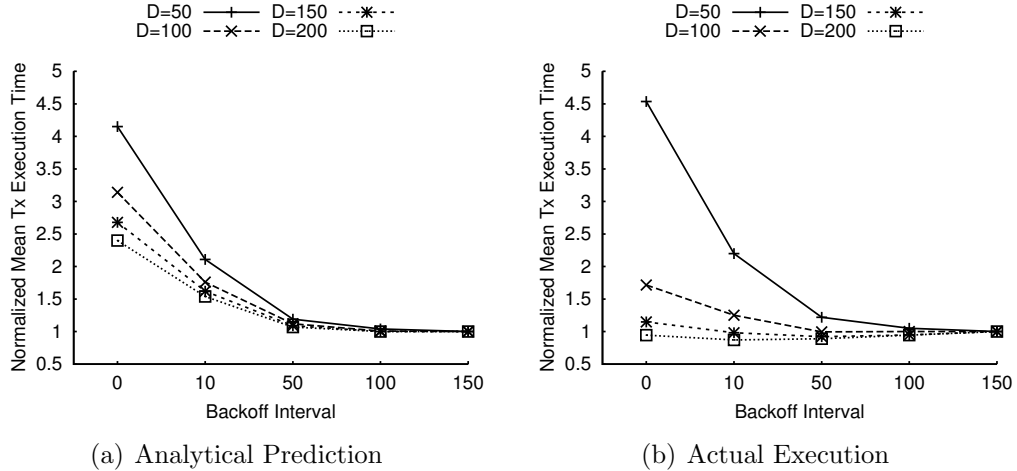 D=50 D=150
D=100 D=200
Normalized Mean Tx Execution Time
5
4.5
4
3.5
3
2.5
2
1.5
1
0.5
0 10 50 100 150
Backoff Interval
(a) Analytical Prediction
D=50 D=150
D=100 D=200
Normalized Mean Tx Execution Time
5
4.5
4
3.5
3
2.5
2
1.5
1
0.5
0 10 50 100 150
Backoff Interval
(b) Actual Execution